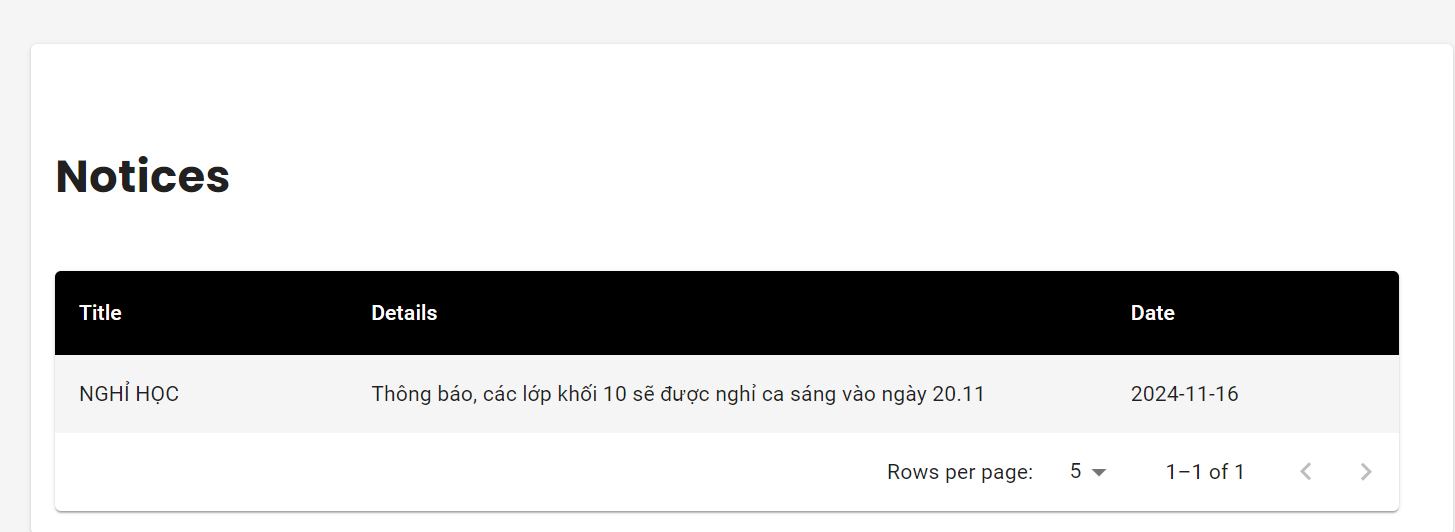 Notices
Title Details Date
NGHỈ HỌC Thông báo, các lớp khối 10 sẽ được nghỉ ca sáng vào ngày 20.11 2024-11-16
Rows per page: 5 1–1 of 1